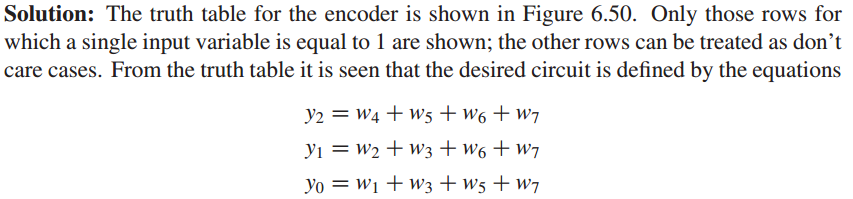 Solution: The truth table for the encoder is shown in Figure 6.50. Only those rows for
which a single input variable is equal to 1 are shown; the other rows can be treated as don’t
care cases. From the truth table it is seen that the desired circuit is defined by the equations
y₂ = w₄ + w₅ + w₆ + w₇
y₁ = w₂ + w₃ + w₆ + w₇
y₀ = w₁ + w₃ + w₅ + w₇